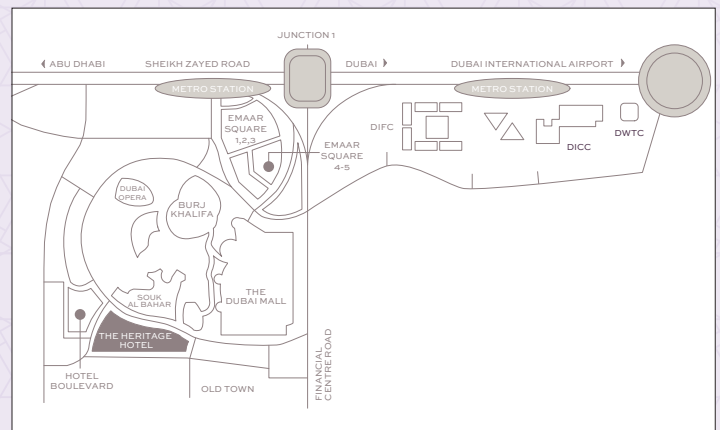 JUNCTION 1
ABU DHABI
SHEIKH ZAYED ROAD
DUBAI
DUBAI INTERNATIONAL AIRPORT
METRO STATION
METRO STATION
EMAAR
SQUARE
1,2,3
EMAAR
SQUARE
4-5
DIFC
DICC
DWTC
DUBAI
OPERA
BURJ
KHALIFA
SOUK
AL BAHAR
THE
DUBAI MALL
THE HERITAGE
HOTEL
HOTEL
BOULEVARD
OLD TOWN
FINANCIAL
CENTRE ROAD